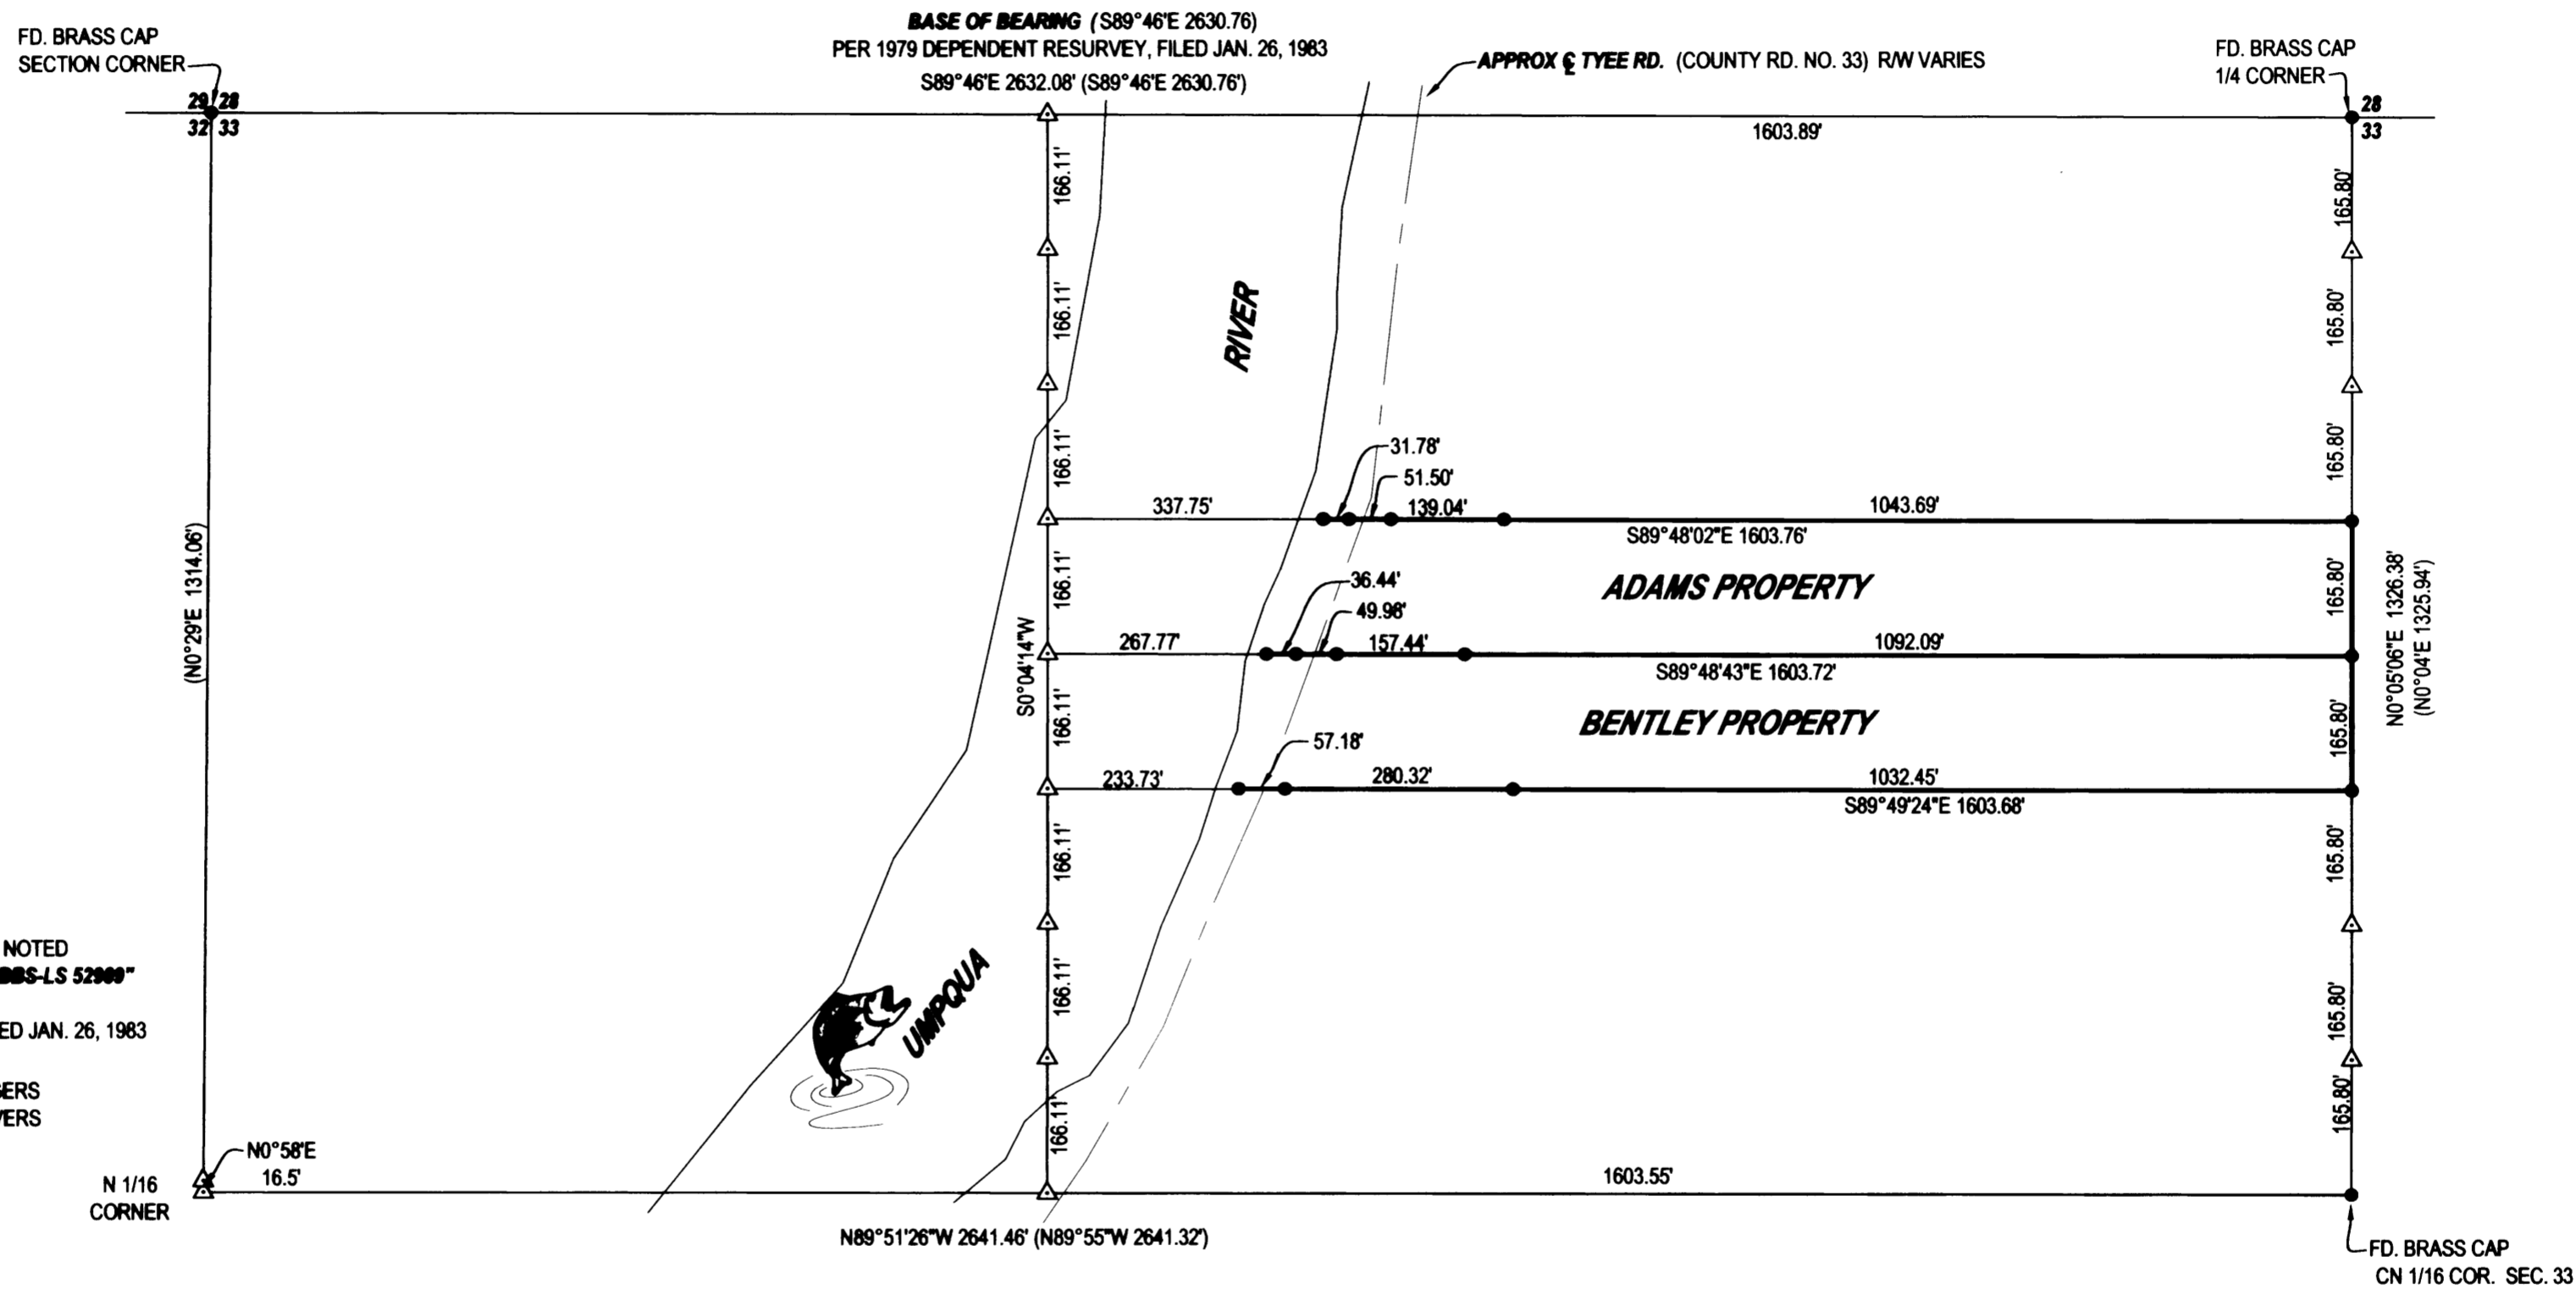 FD. BRASS CAP
SECTION CORNER
29 28
32 33
BASE OF BEARING (S89°46'E 2630.76)
PER 1979 DEPENDENT RESURVEY, FILED JAN. 26, 1983
S89°46'E 2632.08' (S89°46'E 2630.76')
APPROX ℄ TYEE RD. (COUNTY RD. NO. 33) R/W VARIES
FD. BRASS CAP
1/4 CORNER
28
33
1603.89'
166.11'
166.11'
166.11'
166.11'
166.11'
166.11'
166.11'
166.11'
S0°04'14"W
165.80'
165.80'
165.80'
165.80'
165.80'
165.80'
165.80'
165.80'
RIVER
31.78'
51.50'
337.75'
139.04'
1043.69'
S89°48'02"E 1603.76'
(N0°29'E 1314.06')
ADAMS PROPERTY
36.44'
49.98'
267.77'
157.44'
1092.09'
S89°48'43"E 1603.72'
N0°05'06"E 1326.38'
(N0°04'E 1325.94')
BENTLEY PROPERTY
57.18'
233.73'
280.32'
1032.45'
S89°49'24"E 1603.68'
NOTED
ED JAN. 26, 1983
UMPQUA
N0°58'E
16.5'
N 1/16
CORNER
1603.55'
N89°51'26"W 2641.46' (N89°55"W 2641.32')
FD. BRASS CAP
CN 1/16 COR. SEC. 33